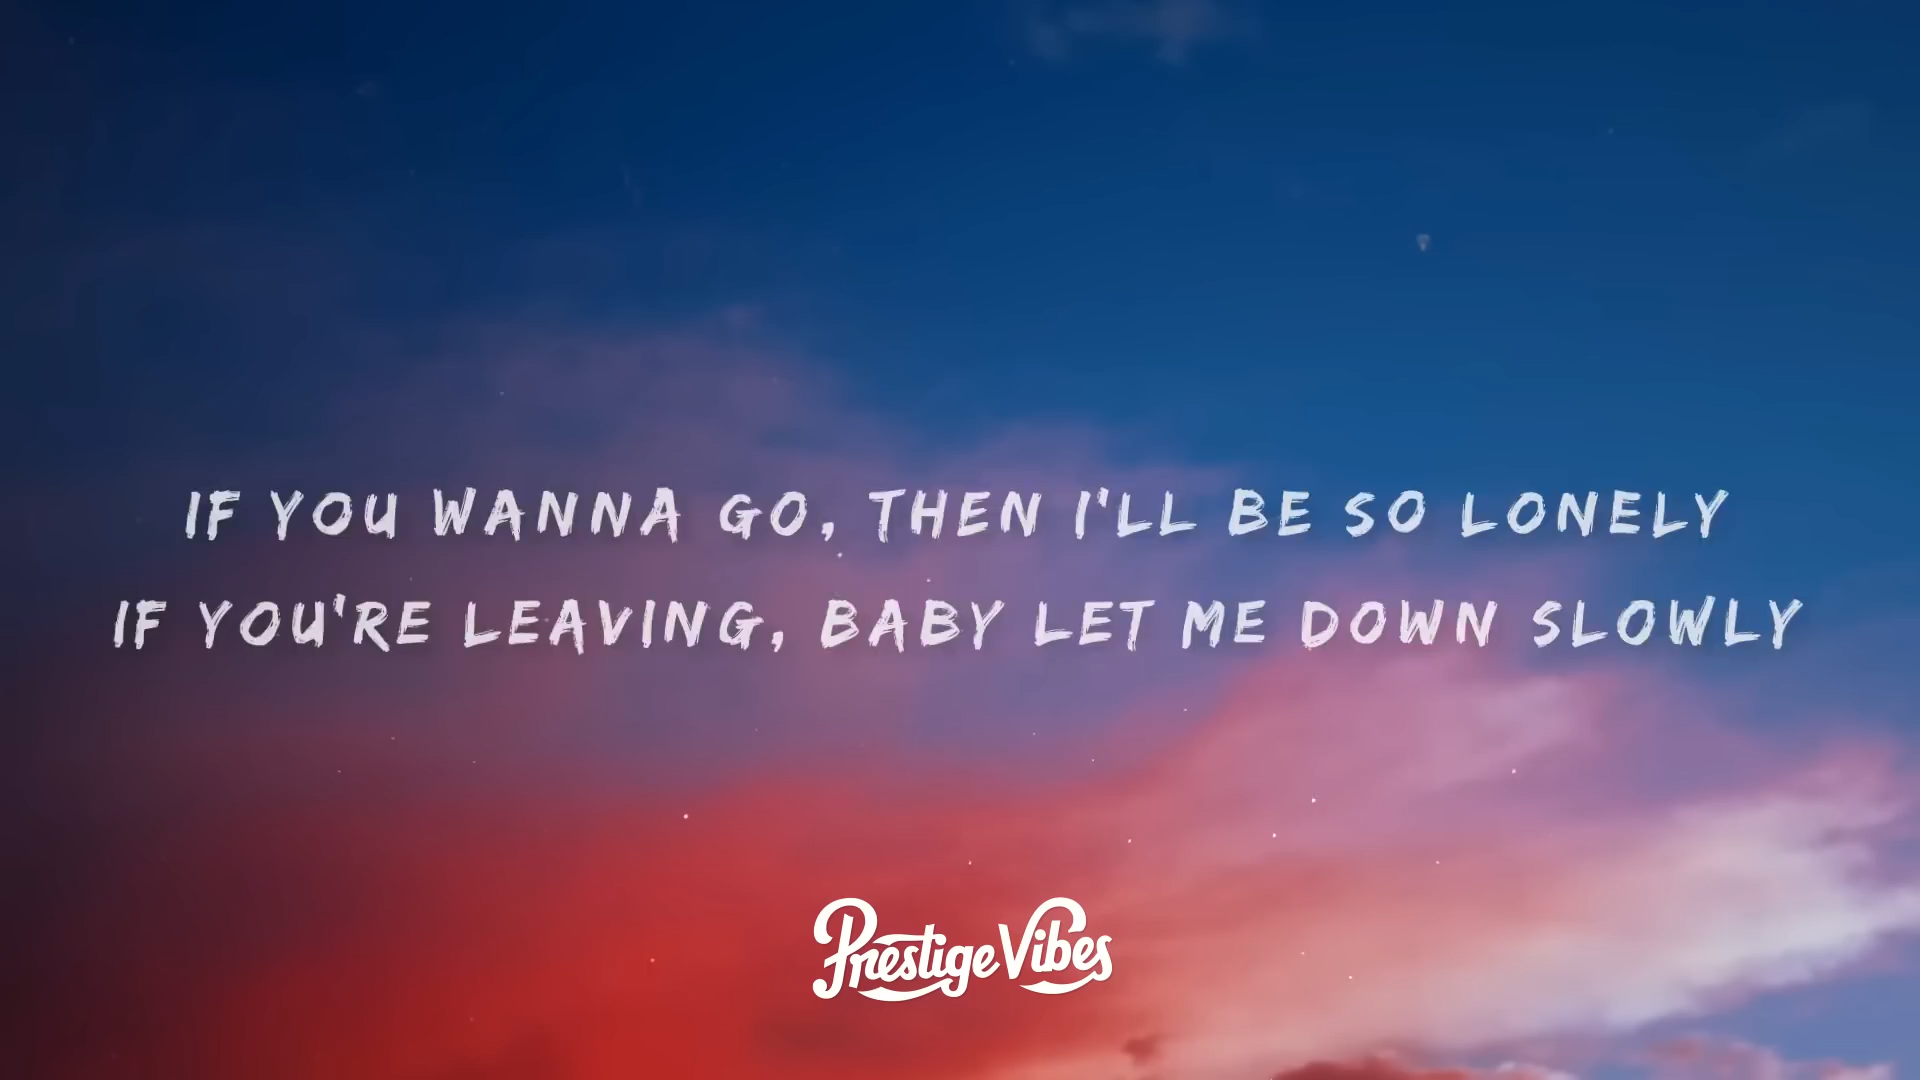 IF YOU WANNA GO, THEN I'LL BE SO LONELY
IF YOU'RE LEAVING, BABY LET ME DOWN SLOWLY
Prestige Vibes